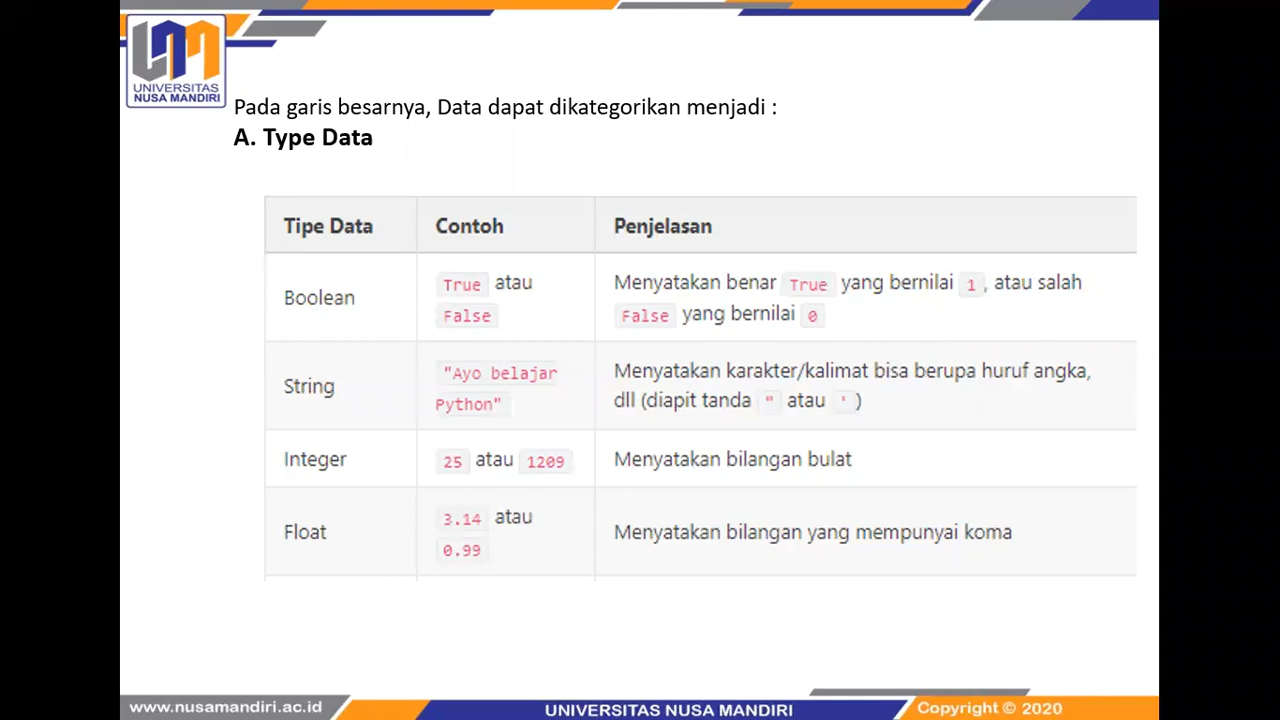 UNIVERSITAS
NUSA MANDIRI
Pada garis besarnya, Data dapat dikategorikan menjadi :
A. Type Data
Tipe Data Contoh Penjelasan
Boolean
True atau
False
Menyatakan benar True yang bernilai 1, atau salah
False yang bernilai 0
String
"Ayo belajar
Python"
Menyatakan karakter/kalimat bisa berupa huruf angka,
dll (diapit tanda " atau ' )
Integer 25 atau 1209 Menyatakan bilangan bulat
Float
3.14 atau
0.99
Menyatakan bilangan yang mempunyai koma
www.nusamandiri.ac.id UNIVERSITAS NUSA MANDIRI Copyright © 2020